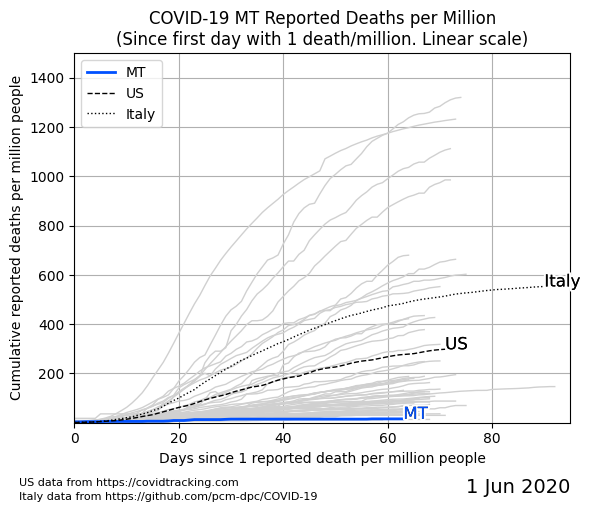 COVID-19 MT Reported Deaths per Million
(Since first day with 1 death/million. Linear scale)
MT
US
Italy
1400
1200
1000
800
600
400
200
Cumulative reported deaths per million people
Italy
US
MT
0
20
40
60
80
Days since 1 reported death per million people
US data from https://covidtracking.com
Italy data from https://github.com/pcm-dpc/COVID-19
1 Jun 2020